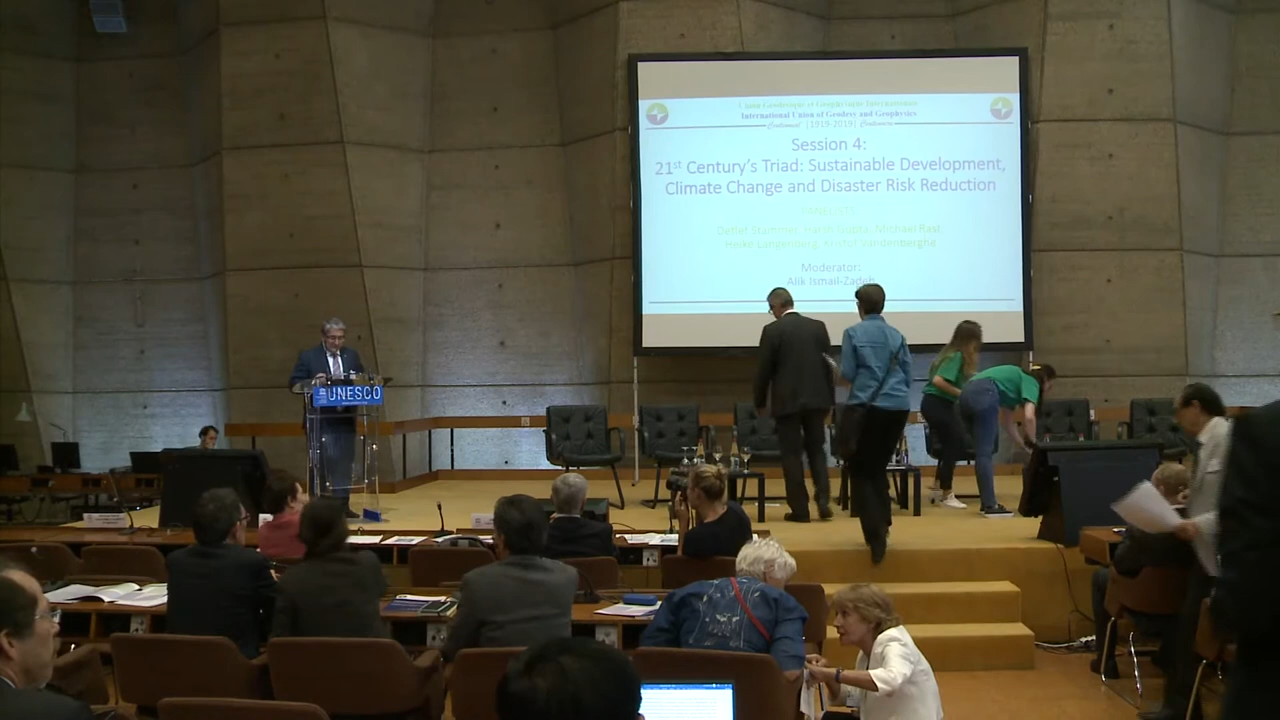 Union Géodésique et Géophysique Internationale
International Union of Geodesy and Geophysics
Centennial [1919-2019] Centenaire
Session 4:
21st Century's Triad: Sustainable Development,
Climate Change and Disaster Risk Reduction
PANELISTS:
Detlef Stammer, Harsh Gupta, Michael Rast,
Heike Langenberg, Kristof Vandenberghe
Moderator:
Alik Ismail-Zadeh
UNESCO